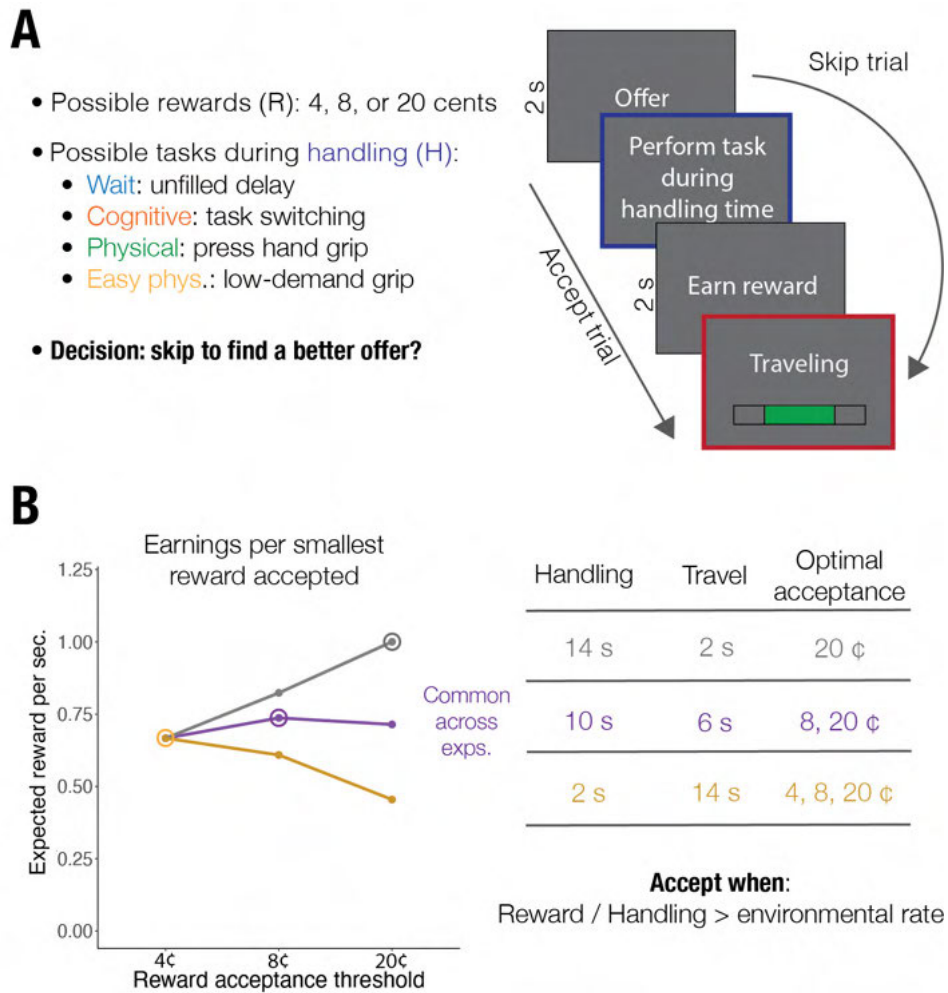 A
• Possible rewards (R): 4, 8, or 20 cents
• Possible tasks during handling (H):
• Wait: unfilled delay
• Cognitive: task switching
• Physical: press hand grip
• Easy phys.: low-demand grip
• Decision: skip to find a better offer?
2 s
Offer
Skip trial
Perform task
during
handling time
Accept trial
2 s
Earn reward
Traveling
B
Earnings per smallest
reward accepted
Expected reward per sec.
1.25
1.00
0.75
0.50
0.25
0.00
4¢
8¢
20¢
Reward acceptance threshold
Common
across
exps.
Handling Travel Optimal
acceptance
14 s 2 s 20 ¢
10 s 6 s 8, 20 ¢
2 s 14 s 4, 8, 20 ¢
Accept when:
Reward / Handling > environmental rate